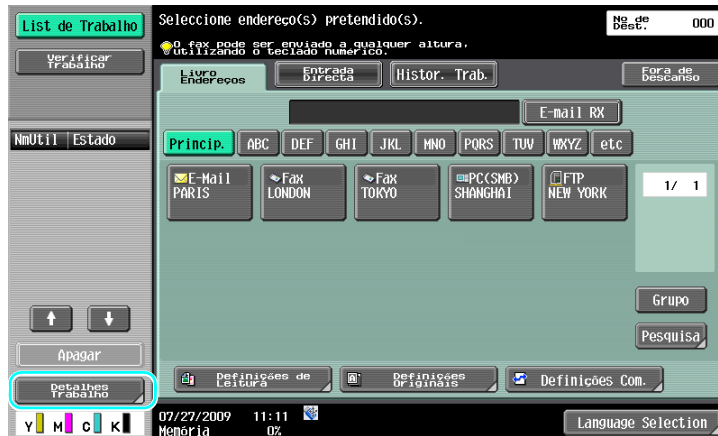 List de Trabalho
Verificar
Trabalho
NmUtil Estado
Apagar
Detalhes
Trabalho
Y M C K
Seleccione endereço(s) pretendido(s).
Nº de
Dest. 000
O fax pode ser enviado a qualquer altura,
utilizando o teclado numérico.
Livro
Endereços
Entrada
Directa
Histor. Trab.
Fora de
Descanso
E-mail RX
Princip. ABC DEF GHI JKL MNO PQRS TUV WXYZ etc
E-Mail
PARIS
Fax
LONDON
Fax
TOKYO
PC(SMB)
SHANGHAI
FTP
NEW YORK
1/ 1
Grupo
Pesquisa
Definições de
Leitura
Definições
Originais
Definições Com.
07/27/2009 11:11
Memória 0%
Language Selection